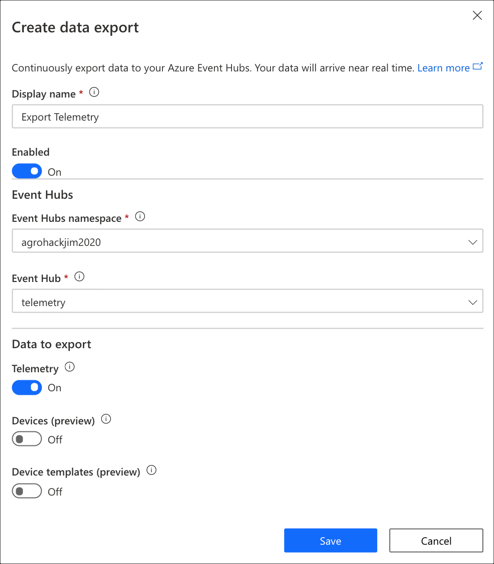 Create data export
Continuously export data to your Azure Event Hubs. Your data will arrive near real time. Learn more
Display name *
Export Telemetry
Enabled
On
Event Hubs
Event Hubs namespace *
agrohackjim2020
Event Hub *
telemetry
Data to export
Telemetry
On
Devices (preview)
Off
Device templates (preview)
Off
Save Cancel